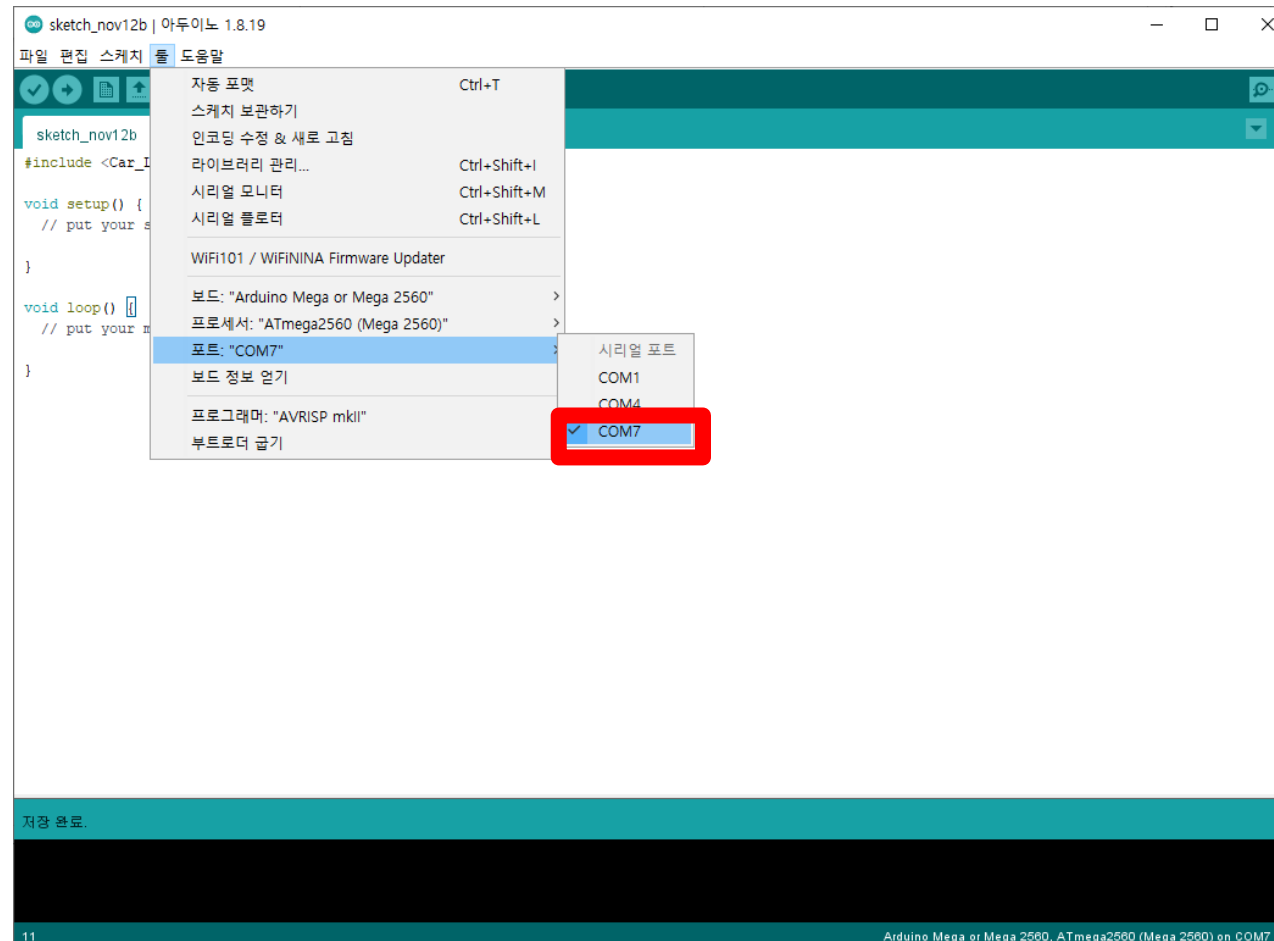 sketch_nov12b | 아두이노 1.8.19
파일 편집 스케치 툴 도움말
자동 포맷 Ctrl+T
스케치 보관하기
인코딩 수정 & 새로 고침
라이브러리 관리... Ctrl+Shift+I
시리얼 모니터 Ctrl+Shift+M
시리얼 플로터 Ctrl+Shift+L
WiFi101 / WiFiNINA Firmware Updater
보드: "Arduino Mega or Mega 2560"
프로세서: "ATmega2560 (Mega 2560)"
포트: "COM7"
보드 정보 얻기
프로그래머: "AVRISP mkII"
부트로더 굽기
시리얼 포트
COM1
COM4
COM7
sketch_nov12b
#include <Car_
void setup() {
// put your s
}
void loop() {
// put your m
}
저장 완료.
11
Arduino Mega or Mega 2560, ATmega2560 (Mega 2560) on COM7